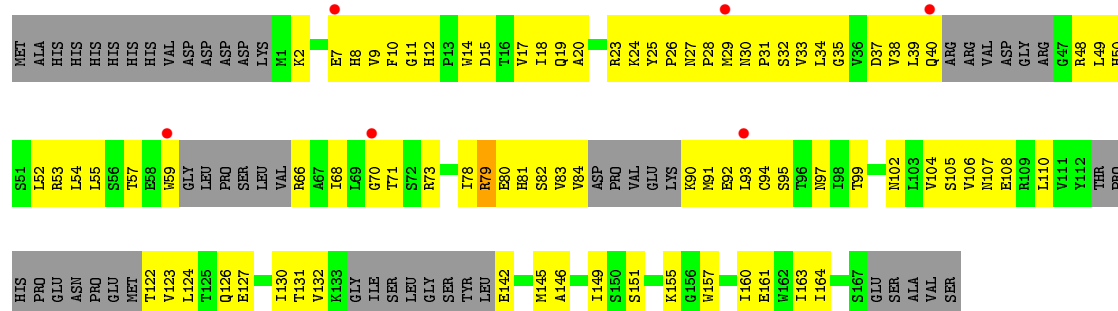 MET ALA HIS HIS HIS HIS HIS HIS VAL ASP ASP ASP ASP LYS M1 K2 E7 H8 V9 F10 G11 H12 P13 W14 D15 T16 V17 I18 Q19 A20 R23 K24 Y25 P26 N27 P28 M29 N30 P31 S32 V33 L34 G35 V36 D37 V38 L39 Q40 ARG ARG VAL ASP GLY ARG G47 R48 L49 H50
S51 L52 R53 L54 L55 S56 T57 E58 W59 GLY LEU PRO SER LEU VAL R66 A67 I68 L69 G70 T71 S72 R73 I78 R79 E80 H81 S82 V83 V84 ASP PRO VAL GLU LYS K90 M91 E92 L93 C94 S95 T96 N97 I98 T99 N102 L103 V104 S105 V106 N107 E108 R109 L110 V111 Y112 THR PRO
HIS PRO GLU ASN PRO GLU MET T122 V123 L124 T125 Q126 E127 I130 T131 V132 K133 GLY ILE SER LEU GLY SER TYR LEU E142 M145 A146 I149 S150 S151 K155 G156 W157 I160 E161 W162 I163 I164 S167 GLU SER ALA VAL SER